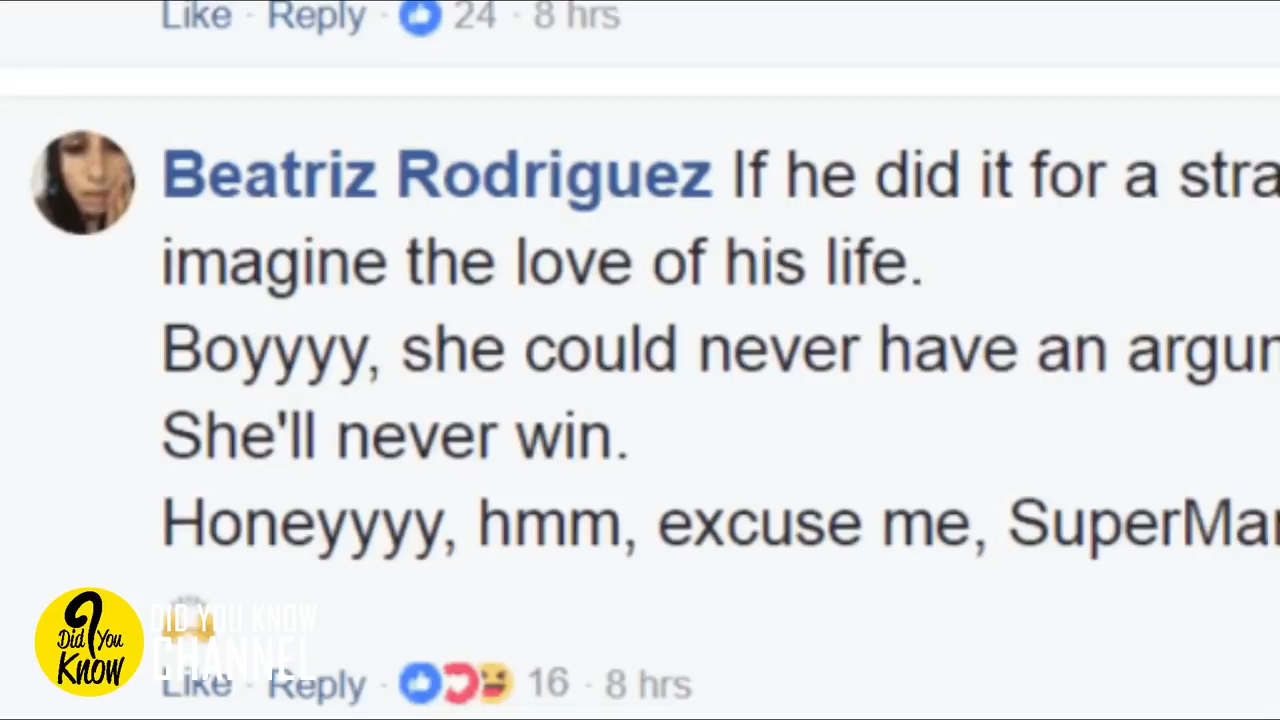 Like · Reply · 24 · 8 hrs
Beatriz Rodriguez If he did it for a stra
imagine the love of his life.
Boyyyy, she could never have an argum
She'll never win.
Honeyyyy, hmm, excuse me, SuperMan
Did You Know
DID YOU KNOW
CHANNEL
Like · Reply · 16 · 8 hrs